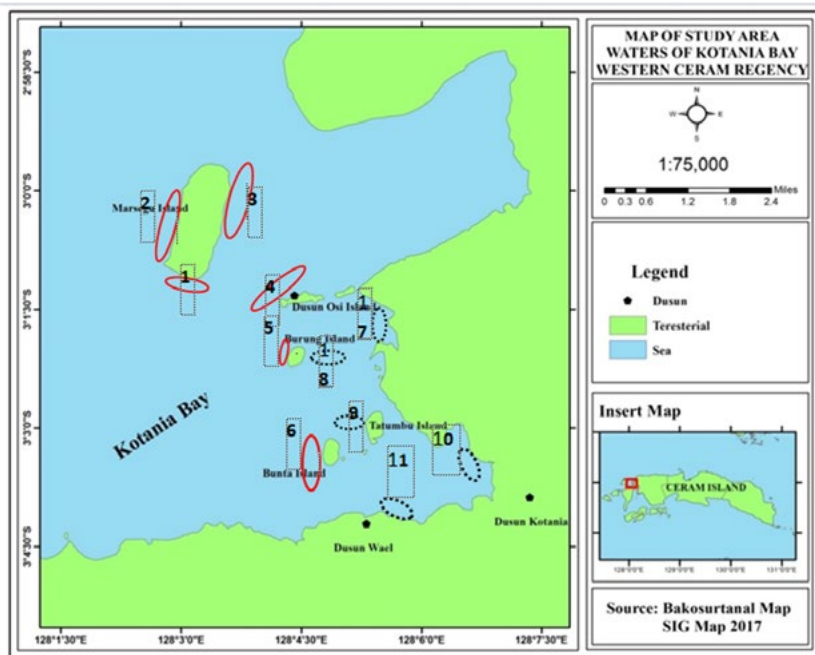 MAP OF STUDY AREA
WATERS OF KOTANIA BAY
WESTERN CERAM REGENCY
N
W E
S
1:75,000
Miles
0 0.3 0.6 1.2 1.8 2.4
Legend
Dusun
Teresterial
Sea
Insert Map
CERAM ISLAND
128°0'0"E 129°0'0"E 130°0'0"E 131°0'0"E
Source: Bakosurtanal Map
SIG Map 2017
2°55'30"S
3°0'0"S
3°1'30"S
3°3'0"S
3°4'30"S
128°1'30"E 128°3'0"E 128°4'30"E 128°6'0"E 128°7'30"E
2
Marsegu Island
3
1
4
Dusun Osi Island
1
5
7
Burung Island
1
8
9
6
Tatumbu Island
10
11
Bunta Island
Kotania Bay
Dusun Kotania
Dusun Wael